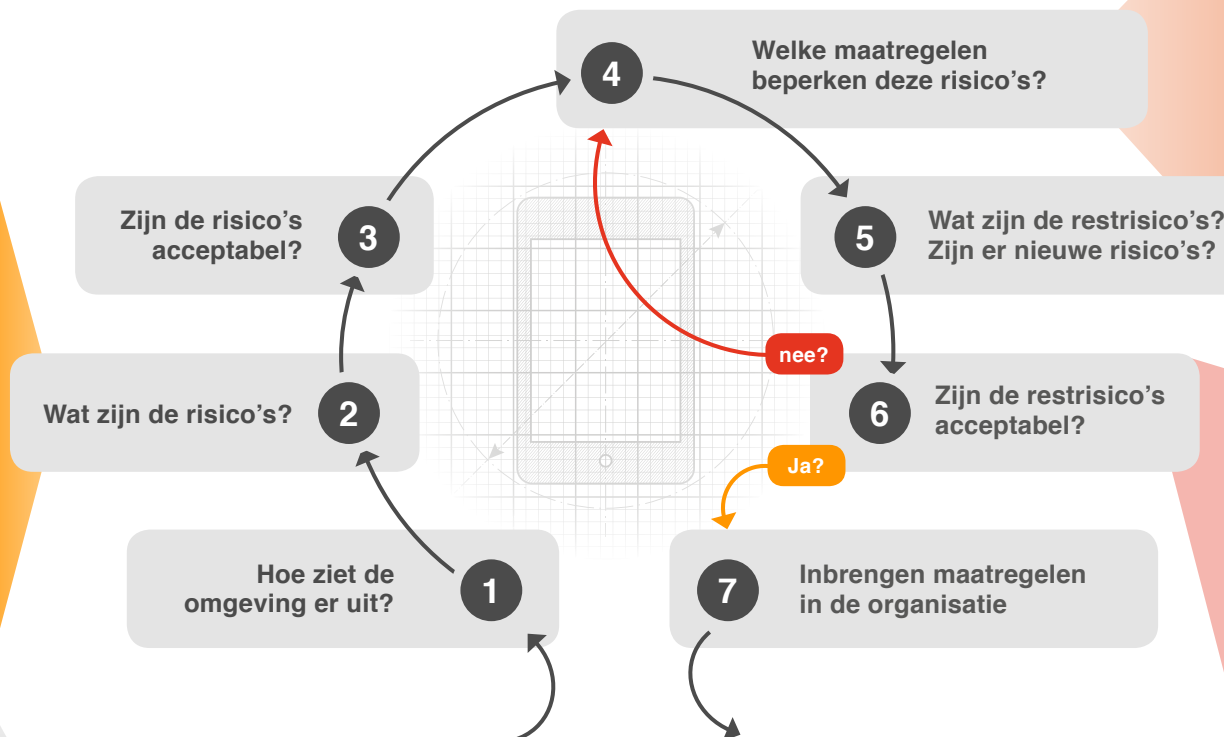 4
Welke maatregelen
beperken deze risico’s?
Zijn de risico’s
acceptabel?
3
5
Wat zijn de restrisico’s?
Zijn er nieuwe risico’s?
nee?
Wat zijn de risico’s?
2
6
Zijn de restrisico’s
acceptabel?
Ja?
Hoe ziet de
omgeving er uit?
1
7
Inbrengen maatregelen
in de organisatie